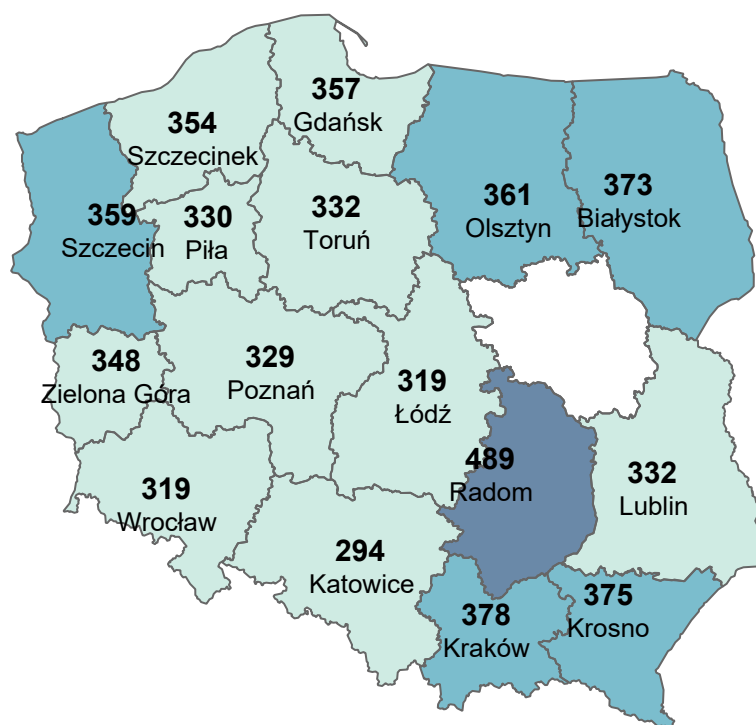 357
Gdańsk
354
Szczecinek
361
Olsztyn
373
Białystok
359
Szczecin
330
Piła
332
Toruń
348
Zielona Góra
329
Poznań
319
Łódź
489
Radom
332
Lublin
319
Wrocław
294
Katowice
378
Kraków
375
Krosno